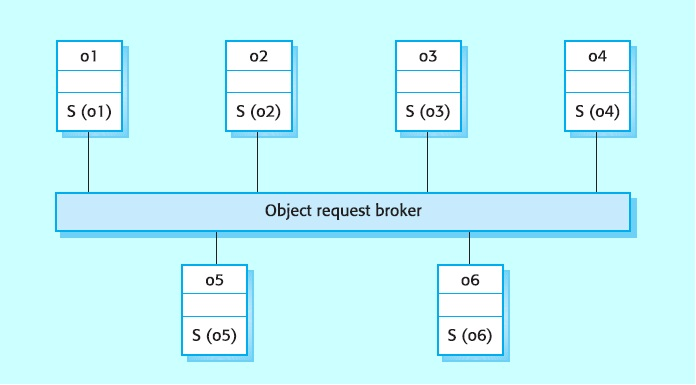 o1
o2
o3
o4
S (o1)
S (o2)
S (o3)
S (o4)
Object request broker
o5
o6
S (o5)
S (o6)